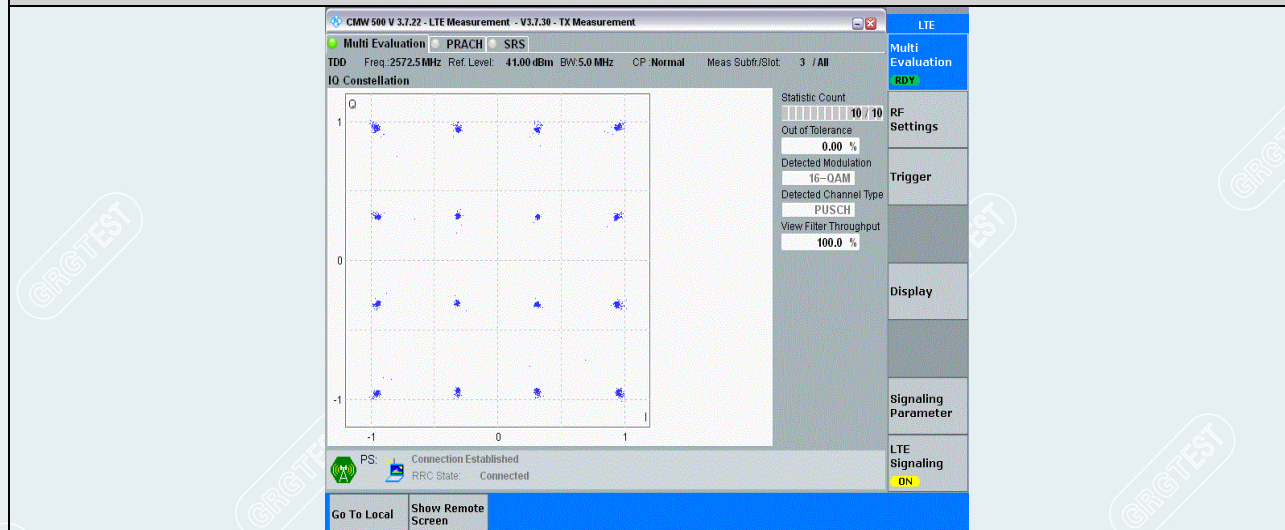 CMW 500 V 3.7.22 - LTE Measurement - V3.7.30 - TX Measurement
LTE
Multi Evaluation PRACH SRS
Multi
Evaluation
RDY
TDD Freq.:2572.5 MHz Ref. Level: 41.00 dBm BW:5.0 MHz CP :Normal Meas Subfr./Slot: 3 / All
IQ Constellation
Q
1
0
-1
I
-1 0 1
Statistic Count
10 / 10
Out of Tolerance
0.00 %
Detected Modulation
16-QAM
Detected Channel Type
PUSCH
View Filter Throughput
100.0 %
RF
Settings
Trigger
Display
Signaling
Parameter
LTE
Signaling
ON
PS: Connection Established
RRC State: Connected
Go To Local
Show Remote
Screen
GRGTEST
GRGTEST
GRGTEST